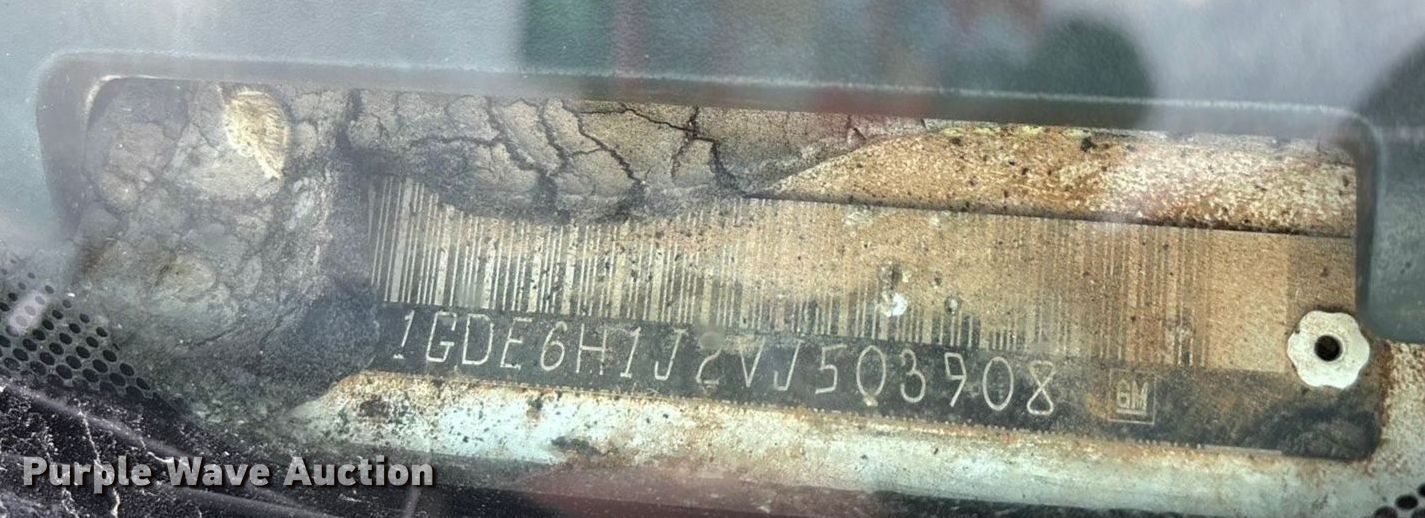 1GDE6H1J2VJ503908
GM
Purple Wave Auction